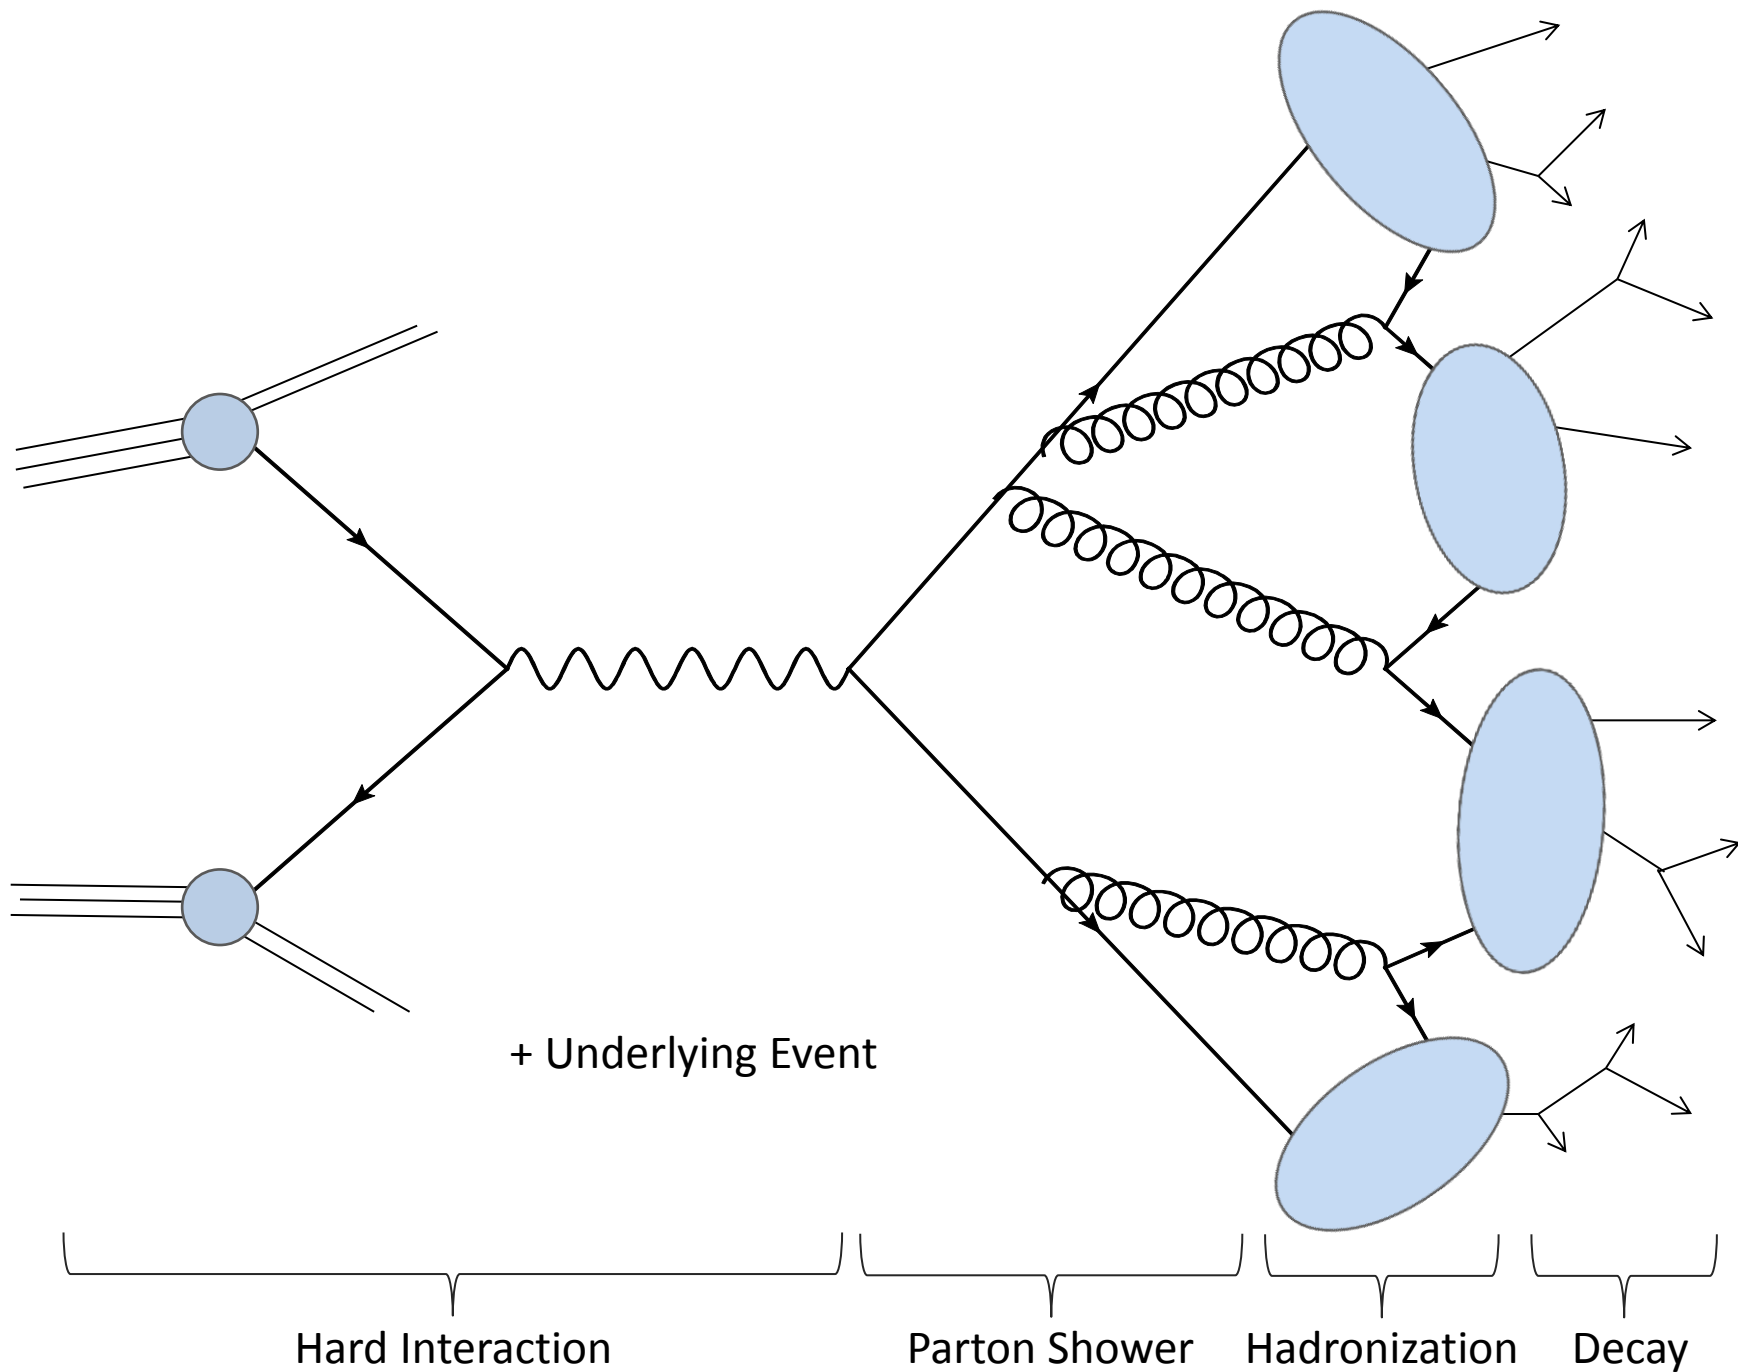 + Underlying Event
Hard Interaction
Parton Shower
Hadronization
Decay